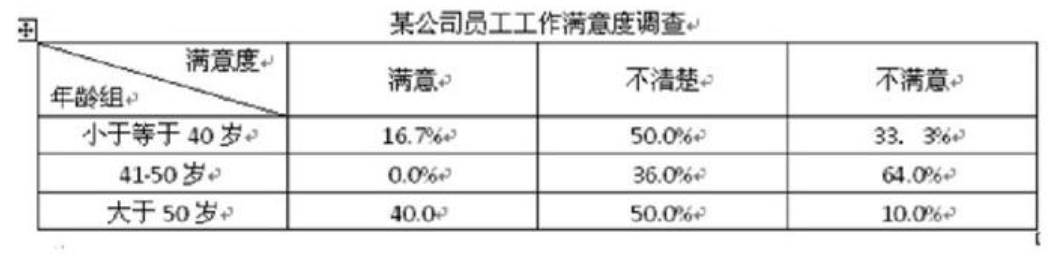 某公司员工工作满意度调查
满意度
年龄组 满意 不清楚 不满意
小于等于 40 岁 16.7% 50.0% 33. 3%
41-50 岁 0.0% 36.0% 64.0%
大于 50 岁 40.0 50.0% 10.0%